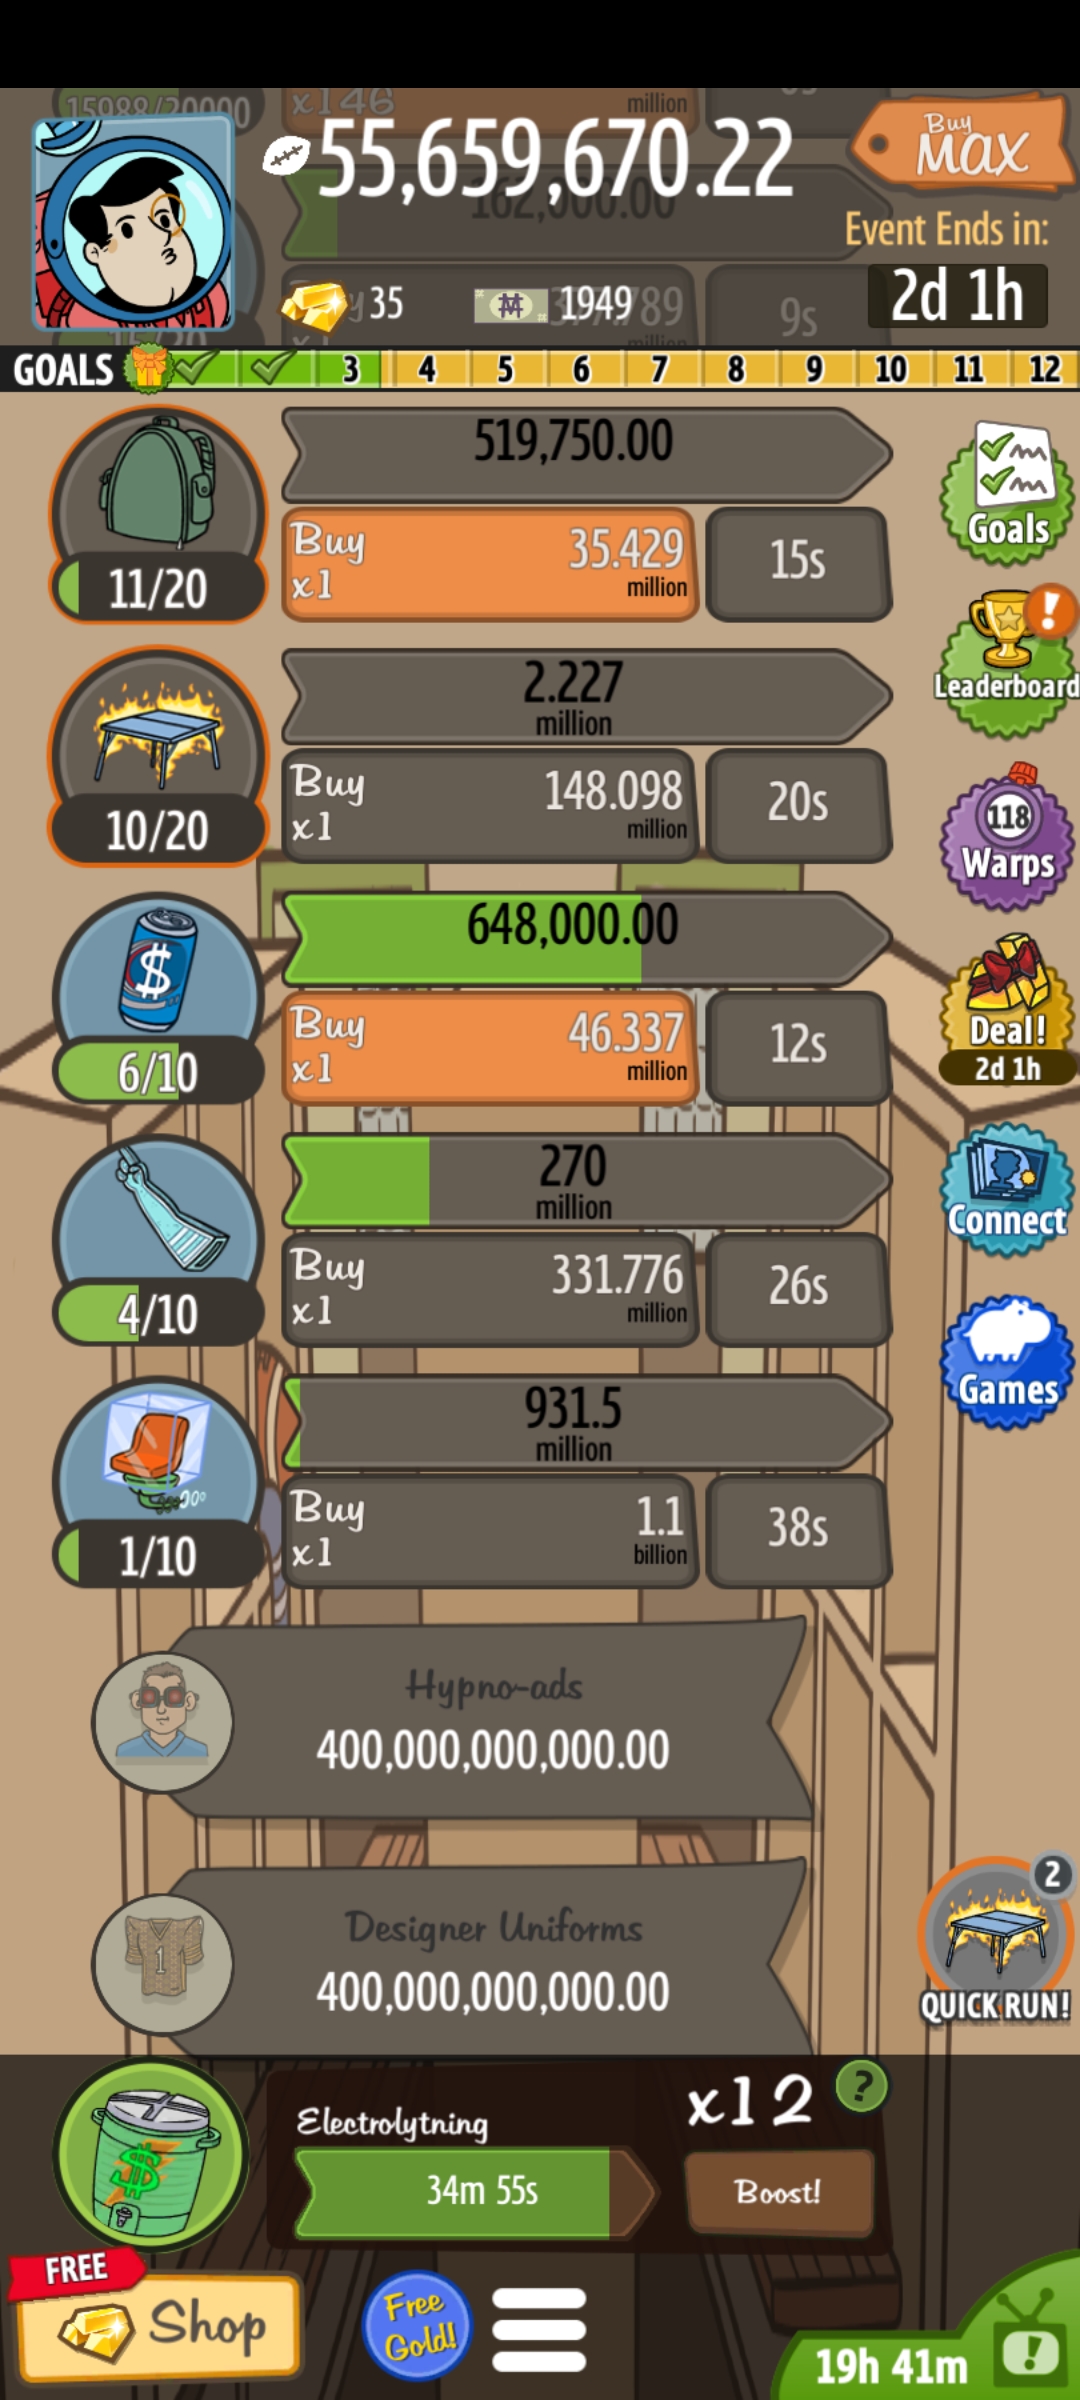 15988/20000
x146
million
55,659,670.22
Buy
MAX
162,000.00
Event Ends in:
35
1949
9s
2d 1h
million
GOALS
3
4
5
6
7
8
9
10
11
12
519,750.00
Buy
x1
35.429
million
15s
11/20
Goals
2.227
million
Leaderboard
Buy
x1
148.098
million
20s
10/20
118
Warps
648,000.00
$
Buy
x1
46.337
million
12s
6/10
Deal!
2d 1h
270
million
Buy
x1
331.776
million
26s
4/10
Connect
931.5
million
Games
Buy
x1
1.1
billion
38s
1/10
Hypno-ads
400,000,000,000.00
Designer Uniforms
400,000,000,000.00
1
2
QUICK RUN!
Electrolytning
34m 55s
x12
?
Boost!
$
FREE
Shop
Free
Gold!
19h 41m